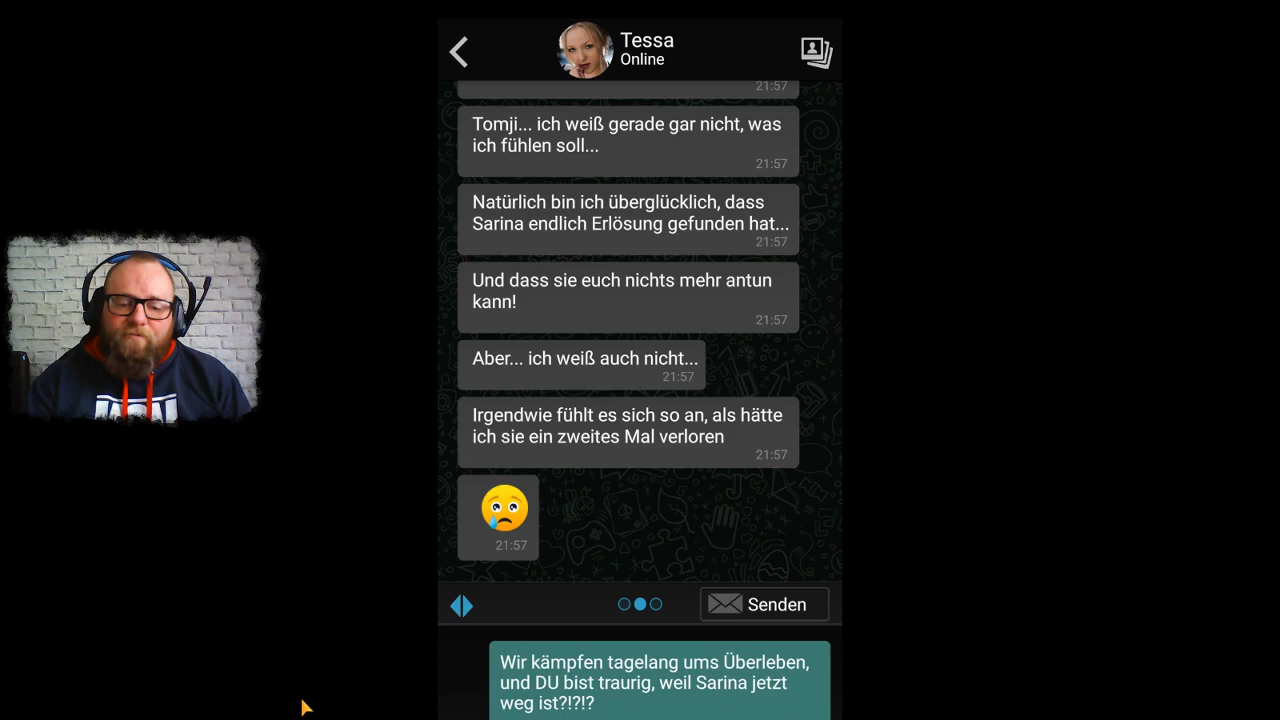 Tessa
Online
21:57
Tomji... ich weiß gerade gar nicht, was
ich fühlen soll...
21:57
Natürlich bin ich überglücklich, dass
Sarina endlich Erlösung gefunden hat...
21:57
Und dass sie euch nichts mehr antun
kann!
21:57
Aber... ich weiß auch nicht...
21:57
Irgendwie fühlt es sich so an, als hätte
ich sie ein zweites Mal verloren
21:57
21:57
Senden
Wir kämpfen tagelang ums Überleben,
und DU bist traurig, weil Sarina jetzt
weg ist?!?!?